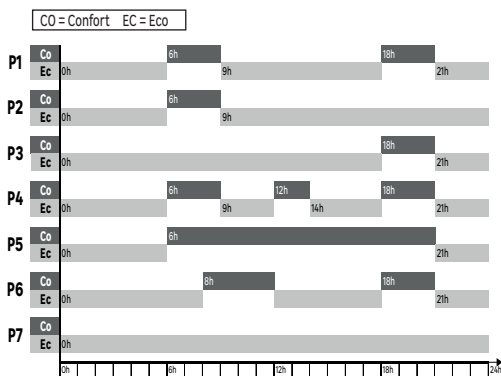 CO = Confort EC = Eco
P1 Co 6h 18h
Ec 0h 9h 21h
P2 Co 6h
Ec 0h 9h
P3 Co 18h
Ec 0h 21h
P4 Co 6h 12h 18h
Ec 0h 9h 14h 21h
P5 Co 6h
Ec 21h
P6 Co 8h 18h
Ec 0h 21h
P7 Co
Ec 0h
0h 6h 12h 18h 24h